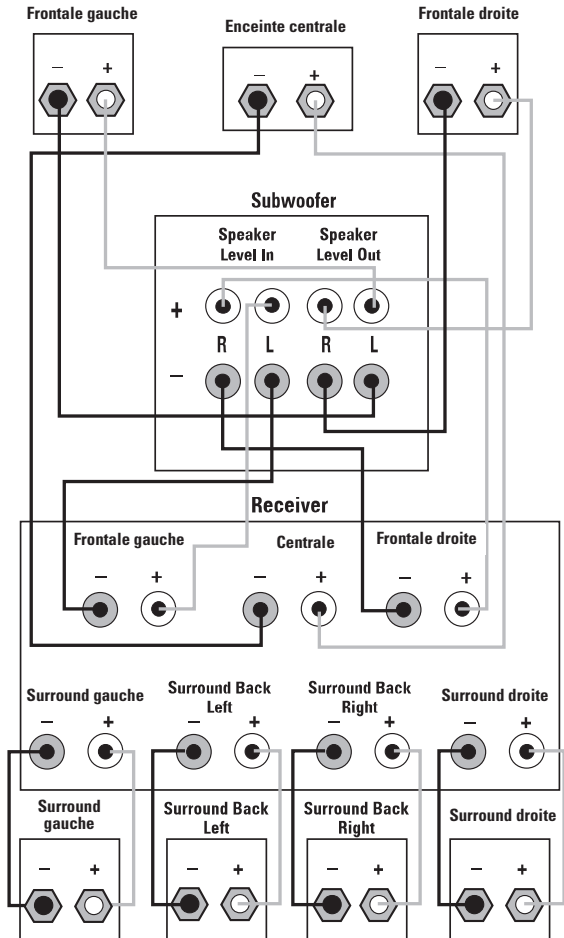 Frontale gauche
Enceinte centrale
Frontale droite
− +
− +
− +
Subwoofer
Speaker
Level In
Speaker
Level Out
+
R L R L
−
Receiver
Frontale gauche
Centrale
Frontale droite
− +
− +
− +
Surround gauche
Surround Back
Left
Surround Back
Right
Surround droite
− +
− +
− +
− +
Surround
gauche
Surround Back
Left
Surround Back
Right
Surround droite
− +
− +
− +
− +